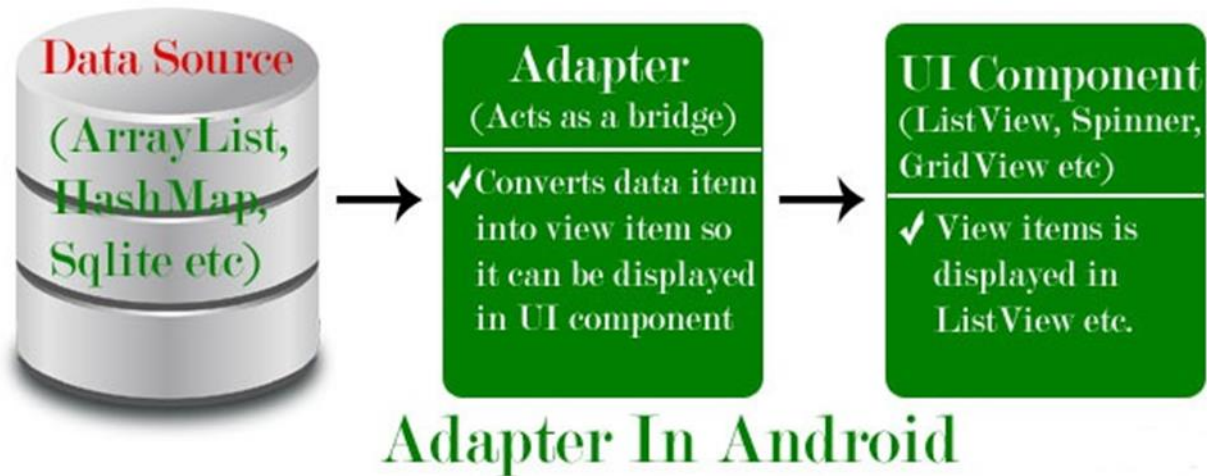 Data Source
(ArrayList,
HashMap,
Sqlite etc)
Adapter
(Acts as a bridge)
Converts data item
into view item so
it can be displayed
in UI component
UI Component
(ListView, Spinner,
GridView etc)
View items is
displayed in
ListView etc.
Adapter In Android